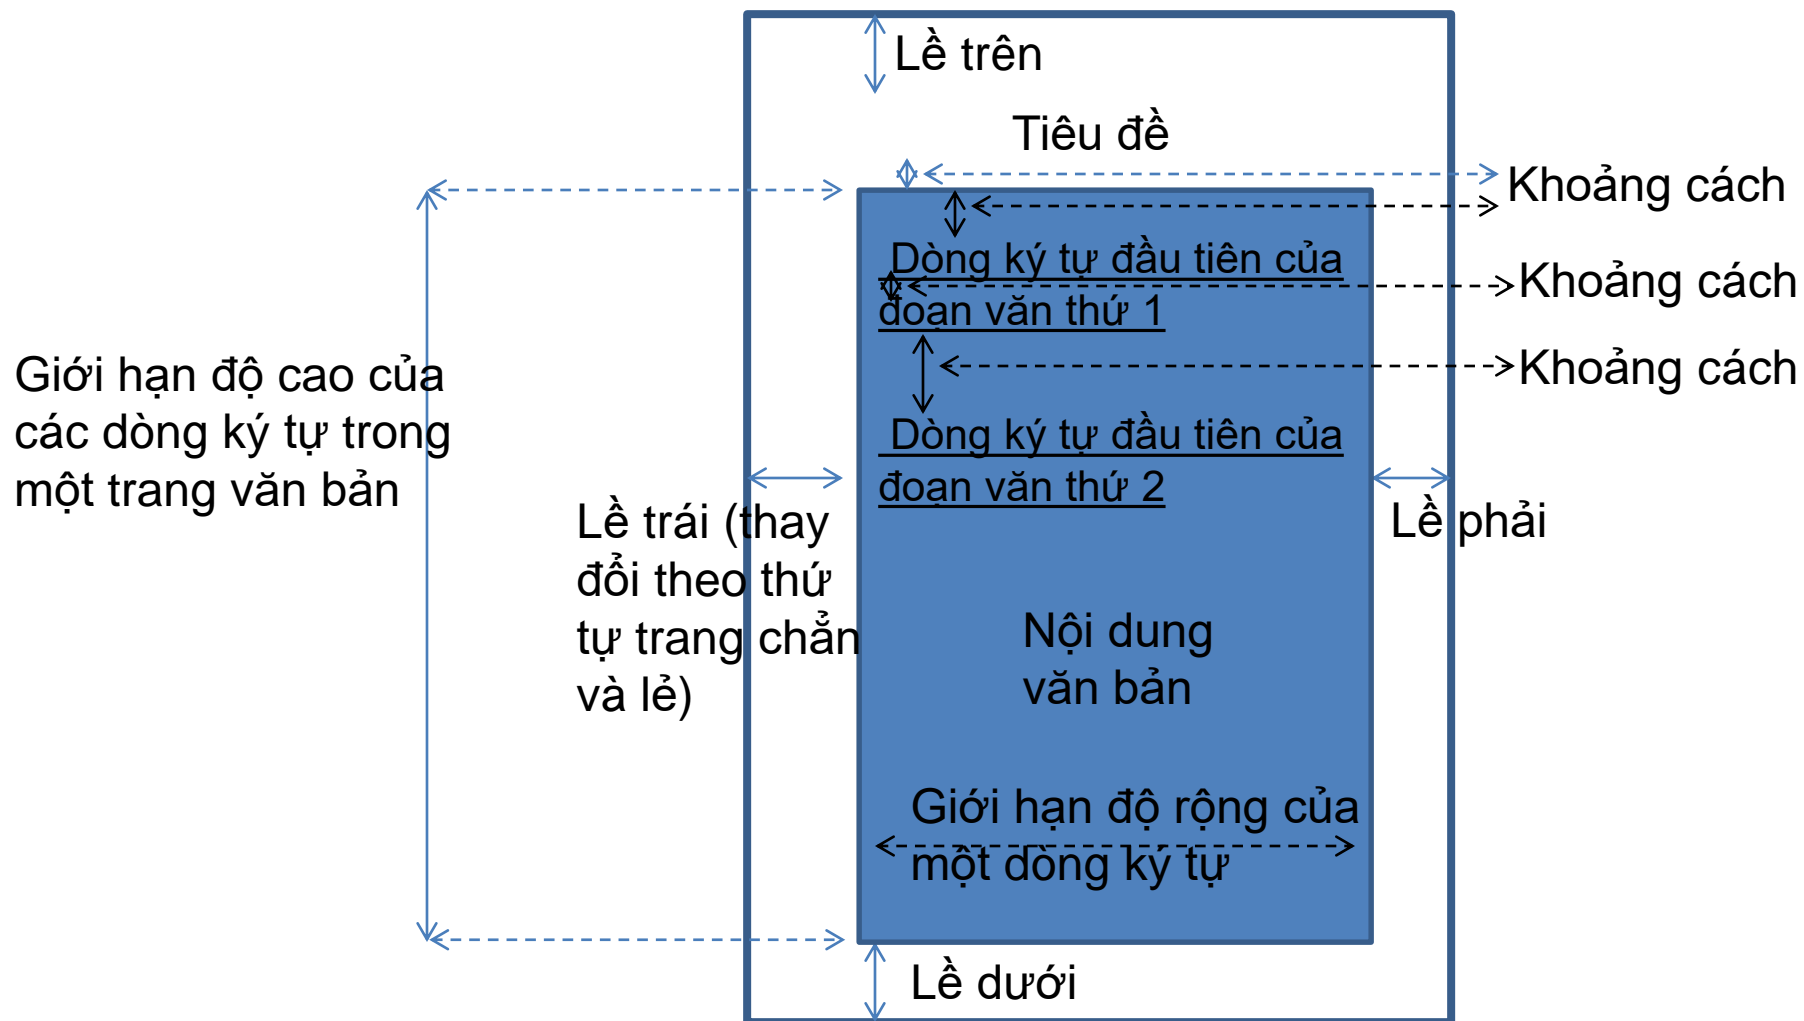 Lề trên
Tiêu đề
Khoảng cách
Dòng ký tự đầu tiên của
đoạn văn thứ 1
Khoảng cách
Khoảng cách
Giới hạn độ cao của
các dòng ký tự trong
một trang văn bản
Dòng ký tự đầu tiên của
đoạn văn thứ 2
Lề trái (thay
đổi theo thứ
tự trang chẵn
và lẻ)
Lề phải
Nội dung
văn bản
Giới hạn độ rộng của
một dòng ký tự
Lề dưới